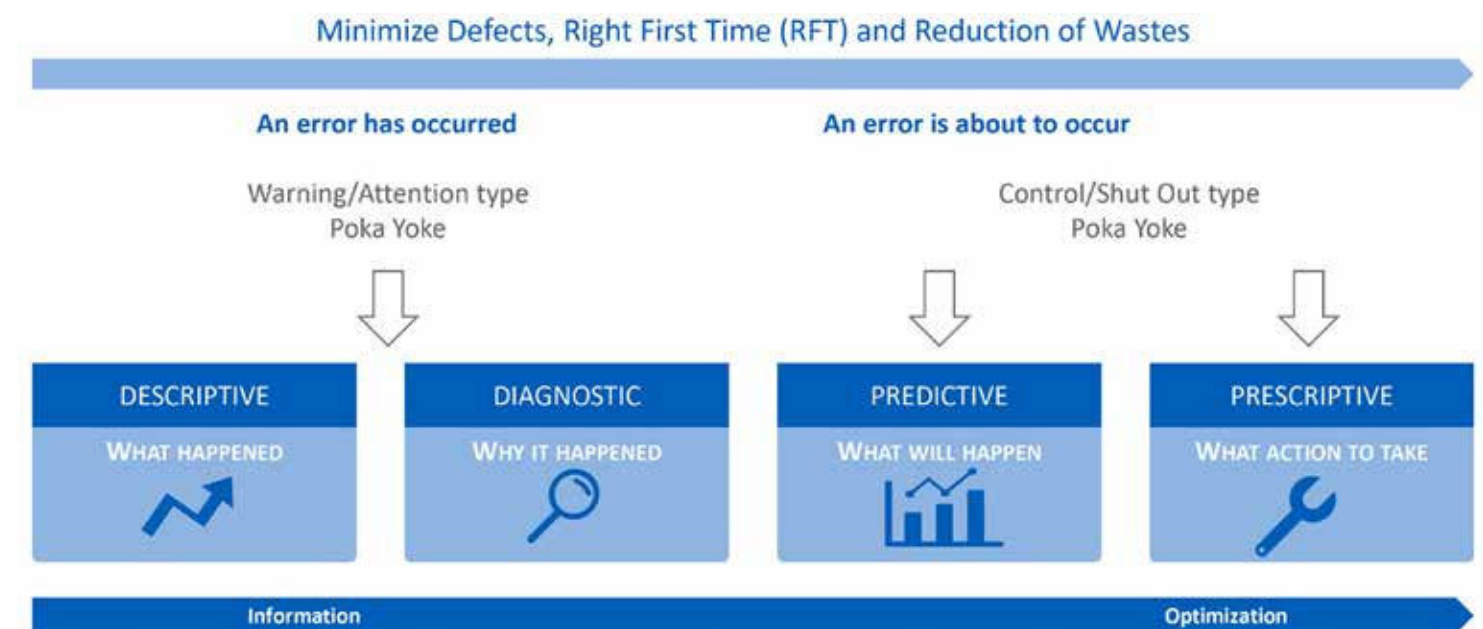 Minimize Defects, Right First Time (RFT) and Reduction of Wastes
An error has occurred
An error is about to occur
Warning/Attention type
Poka Yoke
Control/Shut Out type
Poka Yoke
DESCRIPTIVE
WHAT HAPPENED
DIAGNOSTIC
WHY IT HAPPENED
PREDICTIVE
WHAT WILL HAPPEN
PRESCRIPTIVE
WHAT ACTION TO TAKE
Information
Optimization